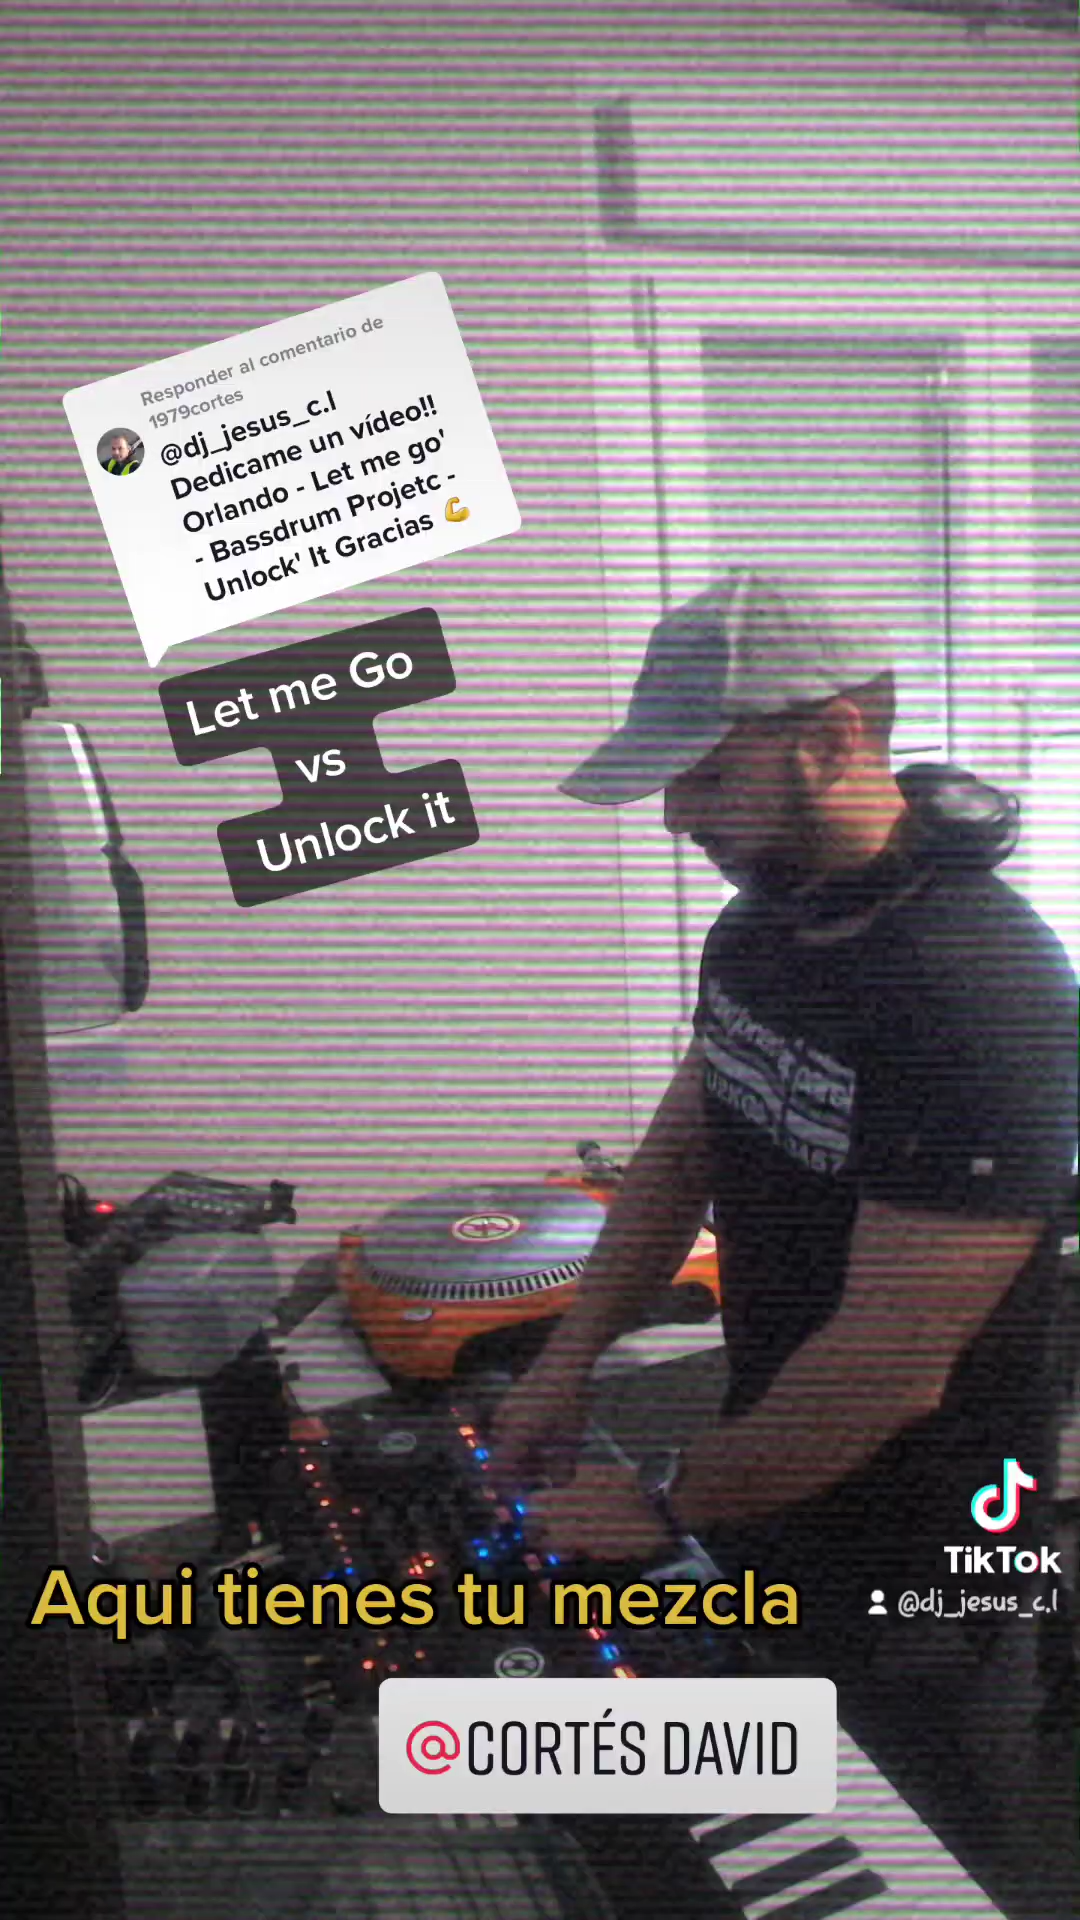 Responder al comentario de
1979cortes
@dj_jesus_c.l
Dedicame un vídeo!!
Orlando - Let me go'
- Bassdrum Projetc -
Unlock' It Gracias 💪
Let me Go
vs
Unlock it
TikTok
@dj_jesus_c.l
Aqui tienes tu mezcla
@CORTÉS DAVID